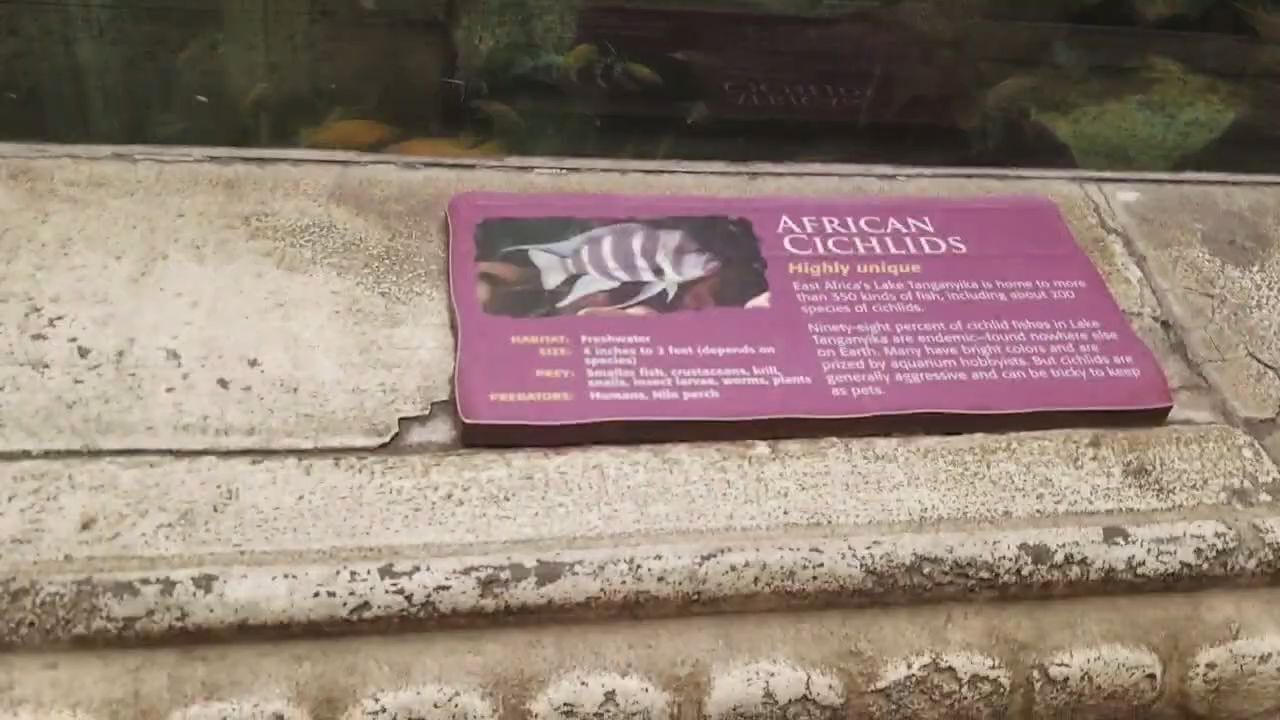 AFRICAN
CICHLIDS
Highly unique
East Africa's Lake Tanganyika is home to more
than 350 kinds of fish, including about 200
species of cichlids.
Ninety-eight percent of cichlid fishes in Lake
Tanganyika are endemic–found nowhere else
on Earth. Many have bright colors and are
prized by aquarium hobbyists. But cichlids are
generally aggressive and can be tricky to keep
as pets.
HABITAT: Freshwater
SIZE: 4 inches to 3 feet (depends on
species)
PREY: Smaller fish, crustaceans, krill,
snails, insect larvae, worms, plants
PREDATORS: Humans, Nile perch